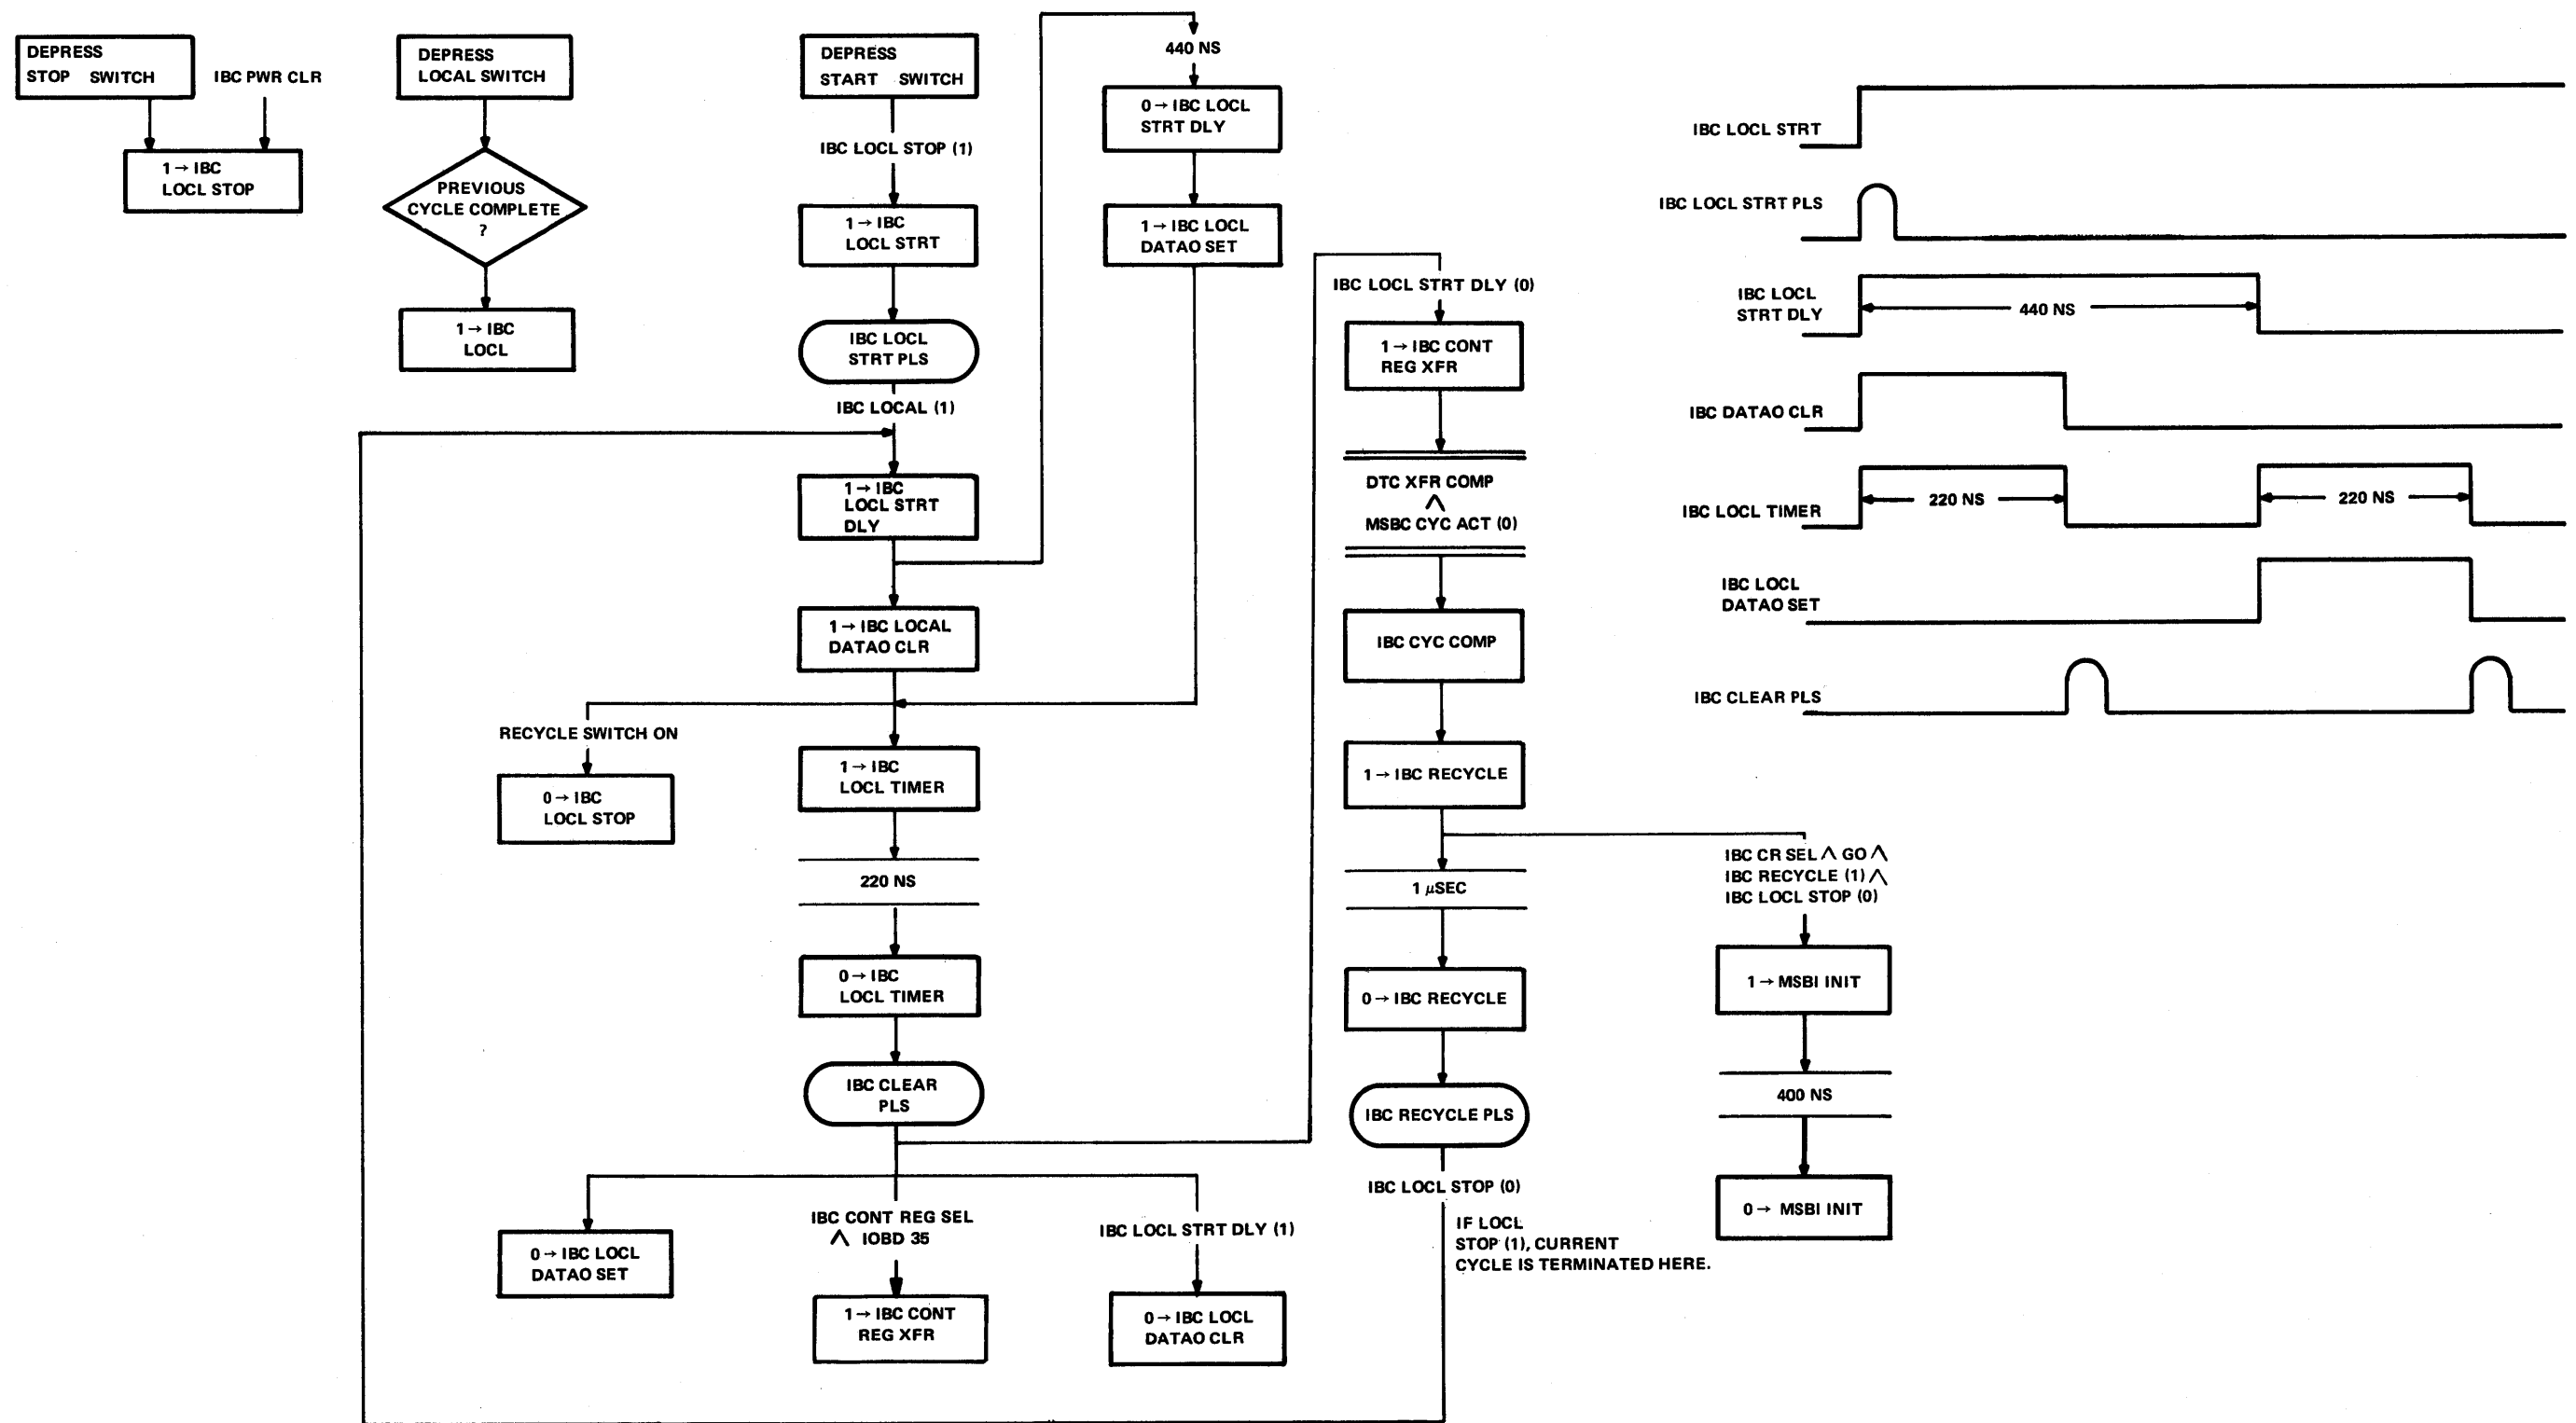 DEPRESS
STOP SWITCH
IBC PWR CLR
1 → IBC
LOCL STOP
DEPRESS
LOCAL SWITCH
PREVIOUS
CYCLE COMPLETE
?
1 → IBC
LOCL
DEPRESS
START SWITCH
IBC LOCL STOP (1)
1 → IBC
LOCL STRT
IBC LOCL
STRT PLS
IBC LOCAL (1)
1 → IBC
LOCL STRT
DLY
1 → IBC LOCAL
DATAO CLR
RECYCLE SWITCH ON
0 → IBC
LOCL STOP
1 → IBC
LOCL TIMER
220 NS
0 → IBC
LOCL TIMER
IBC CLEAR
PLS
0 → IBC LOCL
DATAO SET
IBC CONT REG SEL
∧ IOBD 35
1 → IBC CONT
REG XFR
IBC LOCL STRT DLY (1)
0 → IBC LOCL
DATAO CLR
440 NS
0 → IBC LOCL
STRT DLY
1 → IBC LOCL
DATAO SET
IBC LOCL STRT DLY (0)
1 → IBC CONT
REG XFR
DTC XFR COMP
∧
MSBC CYC ACT (0)
IBC CYC COMP
1 → IBC RECYCLE
1 μSEC
0 → IBC RECYCLE
IBC RECYCLE PLS
IBC LOCL STOP (0)
IF LOCL
STOP (1), CURRENT
CYCLE IS TERMINATED HERE.
IBC CR SEL ∧ GO ∧
IBC RECYCLE (1) ∧
IBC LOCL STOP (0)
1 → MSBI INIT
400 NS
0 → MSBI INIT
IBC LOCL STRT
IBC LOCL STRT PLS
IBC LOCL
STRT DLY
440 NS
IBC DATAO CLR
IBC LOCL TIMER
220 NS
220 NS
IBC LOCL
DATAO SET
IBC CLEAR PLS